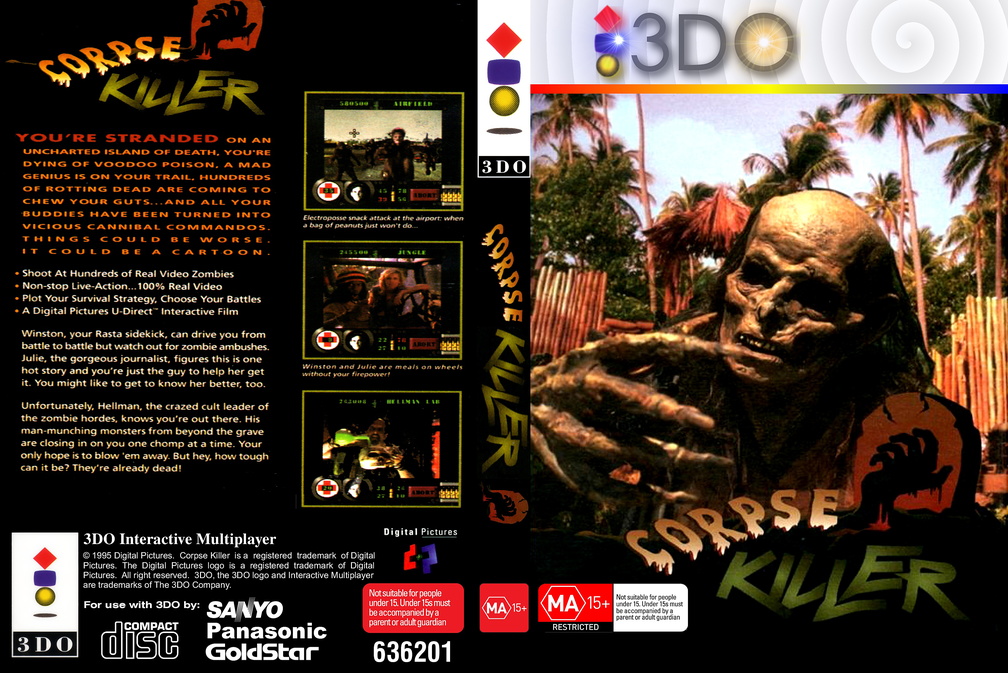 CORPSE
KILLER
YOU'RE STRANDED ON AN
UNCHARTED ISLAND OF DEATH, YOU'RE
DYING OF VOODOO POISON, A MAD
GENIUS IS ON YOUR TRAIL, HUNDREDS
OF ROTTING DEAD ARE COMING TO
CHEW YOUR GUTS...AND ALL YOUR
BUDDIES HAVE BEEN TURNED INTO
VICIOUS CANNIBAL COMMANDOS.
THINGS COULD BE WORSE.
IT COULD BE A CARTOON.
• Shoot At Hundreds of Real Video Zombies
• Non-stop Live-Action...100% Real Video
• Plot Your Survival Strategy, Choose Your Battles
• A Digital Pictures U-Direct™ Interactive Film
Winston, your Rasta sidekick, can drive you from
battle to battle but watch out for zombie ambushes.
Julie, the gorgeous journalist, figures this is one
hot story and you're just the guy to help her get
it. You might like to get to know her better, too.
Unfortunately, Hellman, the crazed cult leader of
the zombie hordes, knows you're out there. His
man-munching monsters from beyond the grave
are closing in on you one chomp at a time. Your
only hope is to blow 'em away. But hey, how tough
can it be? They're already dead!
AIRFIELD
ABORT
Electroposse snack attack at the airport: when
a bag of peanuts just won't do...
JUNGLE
ABORT
Winston and Julie are meals on wheels
without your firepower!
HELLMAN LAB
ABORT
3DO
3DO Interactive Multiplayer
© 1995 Digital Pictures. Corpse Killer is a registered trademark of Digital
Pictures. The Digital Pictures logo is a registered trademark of Digital
Pictures. All right reserved. 3DO, the 3DO logo and Interactive Multiplayer
are trademarks of The 3DO Company.
For use with 3DO by:
COMPACT
disc
SANYO
Panasonic
GoldStar
Digital Pictures
Not suitable for people
under 15. Under 15s must
be accompanied by a
parent or adult guardian
636201
3DO
CORPSE
KILLER
MA 15+
3DO
CORPSE
KILLER
MA 15+
RESTRICTED
Not suitable for people
under 15. Under 15s must
be accompanied by a
parent or adult guardian